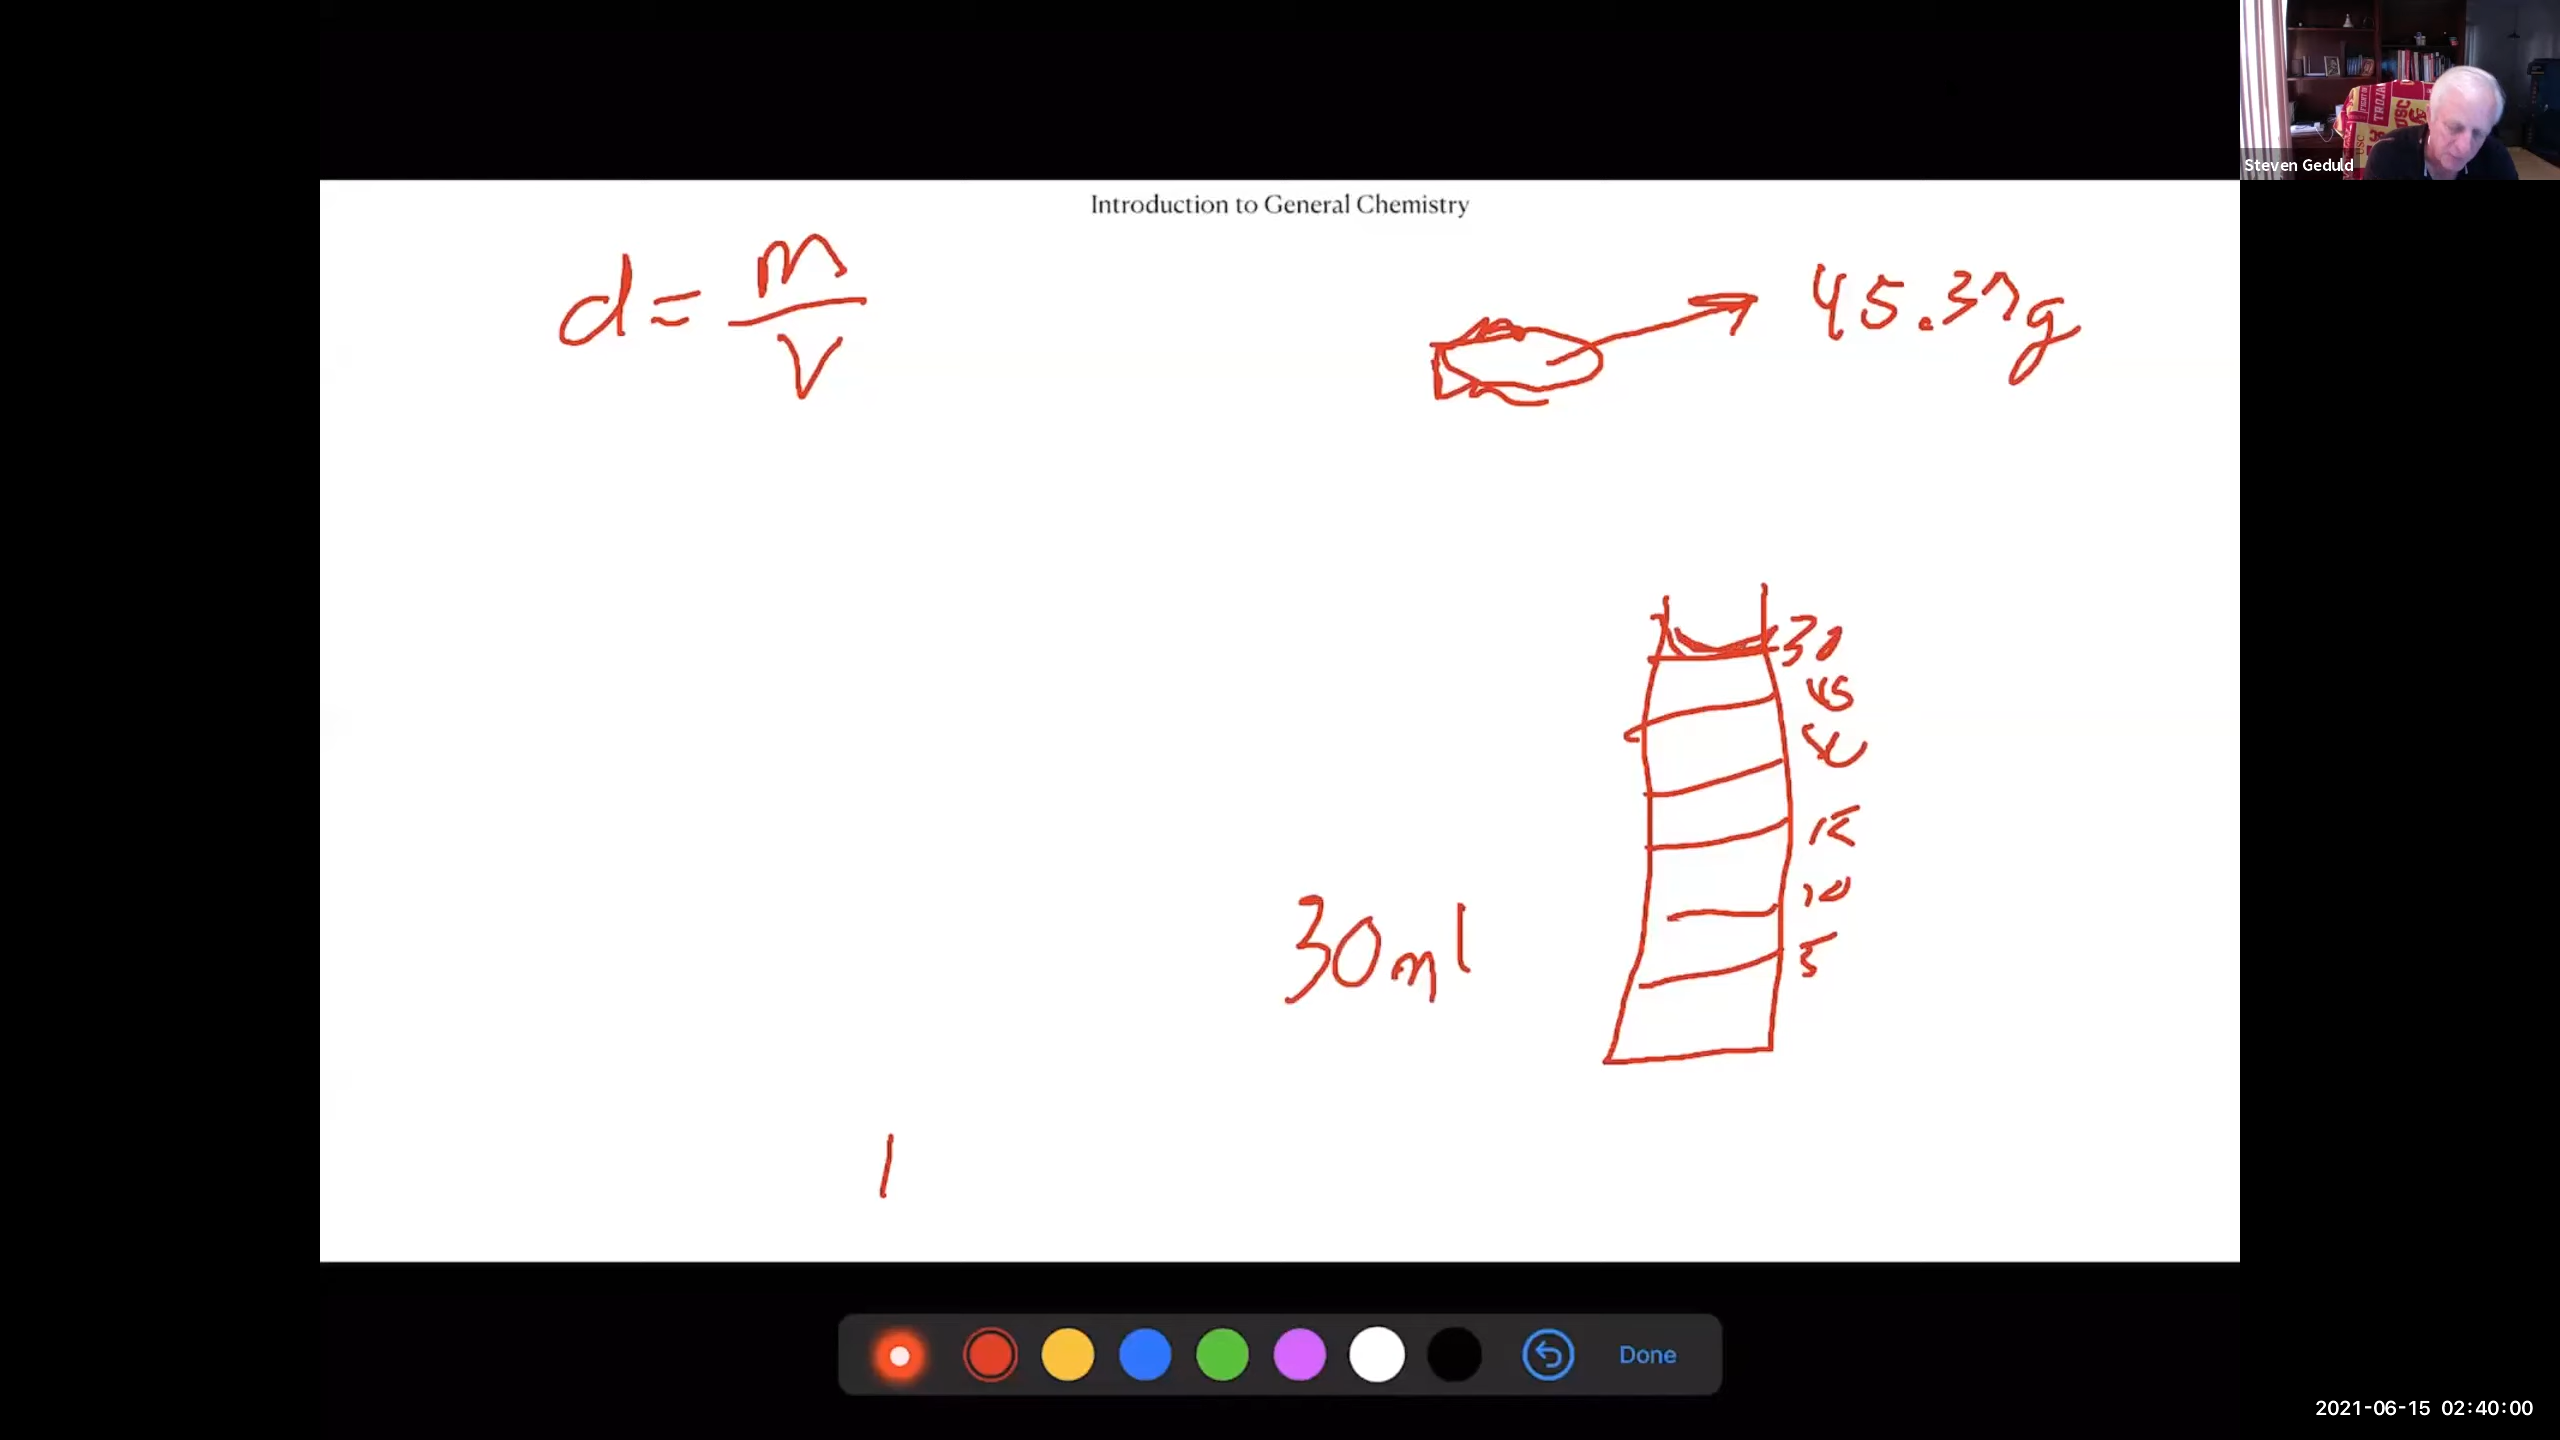 Steven Geduld
Introduction to General Chemistry
d = m
V
45.37g
30
15
10
5
30ml
Done
2021-06-15 02:40:00